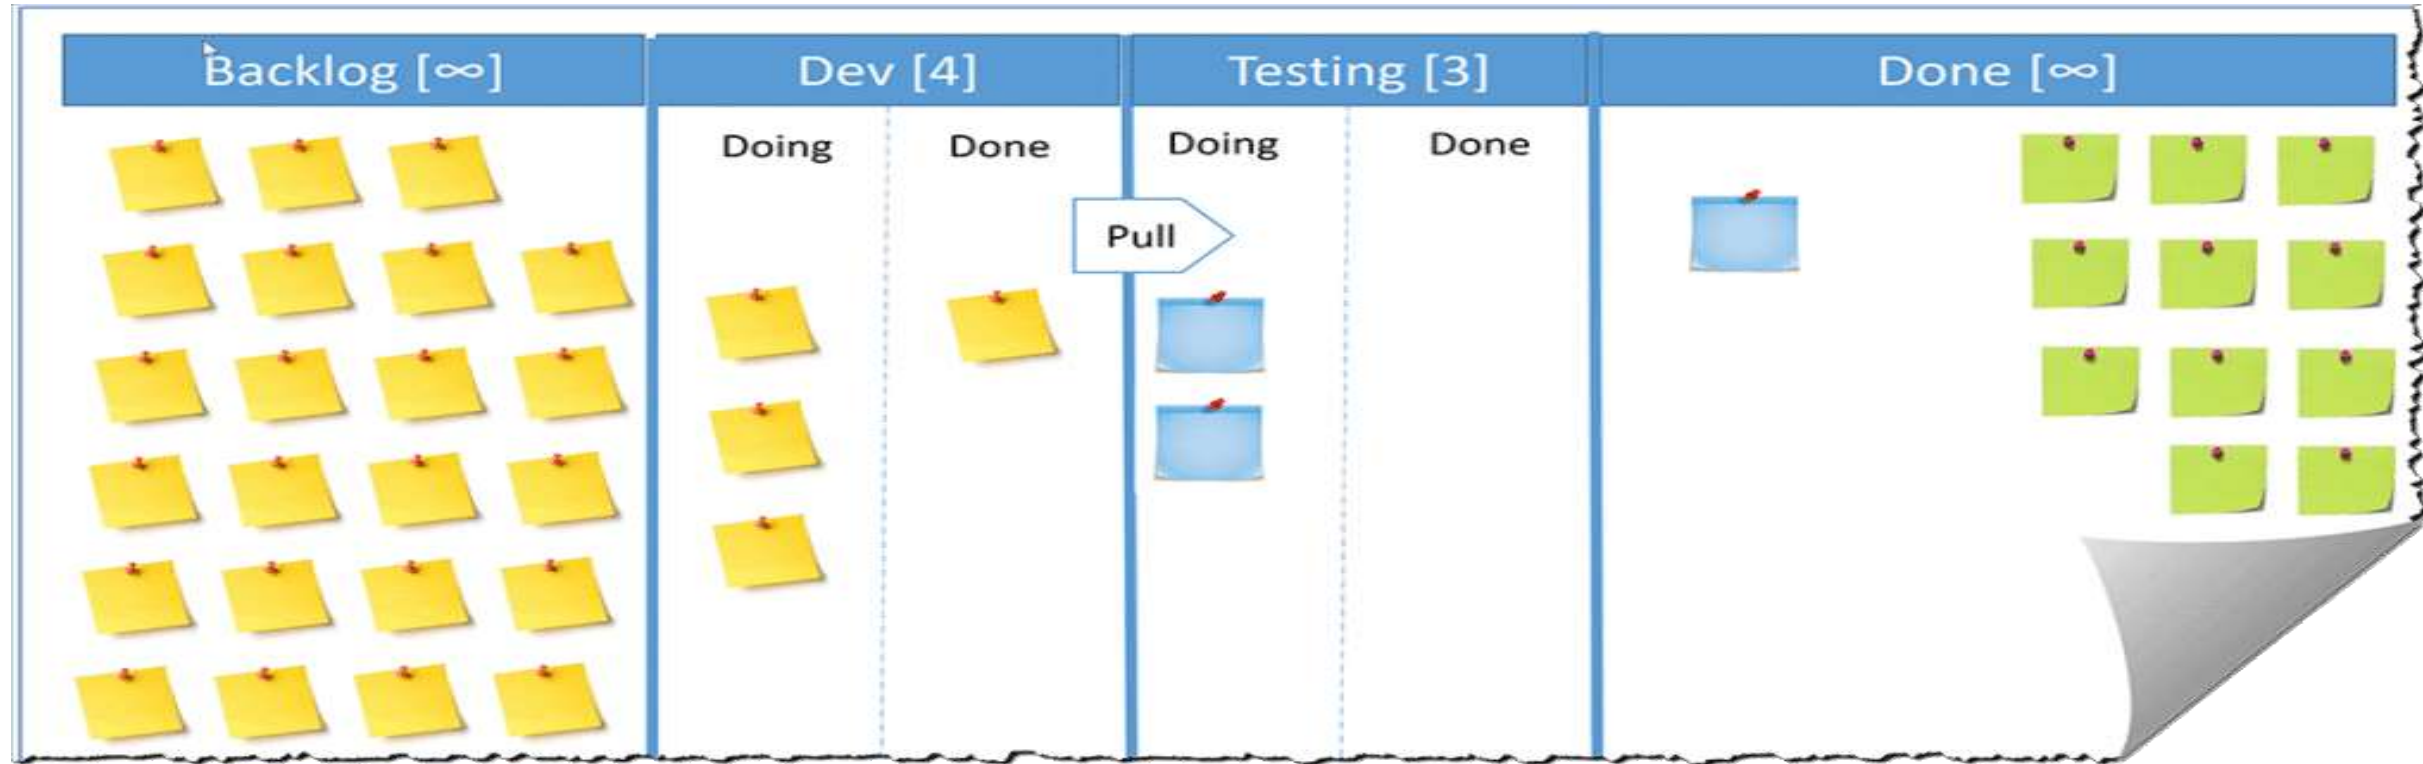 Backlog [∞]
Dev [4]
Testing [3]
Done [∞]
Doing
Done
Doing
Done
Pull